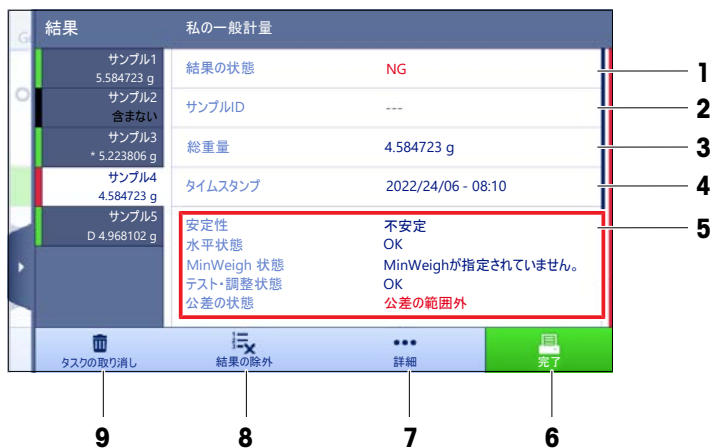 Ge
結果
私の一般計量
サンプル1
5.584723 g
サンプル2
含まない
サンプル3
* 5.223806 g
サンプル4
4.584723 g
サンプル5
D 4.968102 g
結果の状態 NG
サンプルID ---
総重量 4.584723 g
タイムスタンプ 2022/24/06 - 08:10
安定性 不安定
水平状態 OK
MinWeigh 状態 MinWeighが指定されていません。
テスト・調整状態 OK
公差の状態 公差の範囲外
1
2
3
4
5
タスクの取り消し
結果の除外
詳細
完了
9
8
7
6